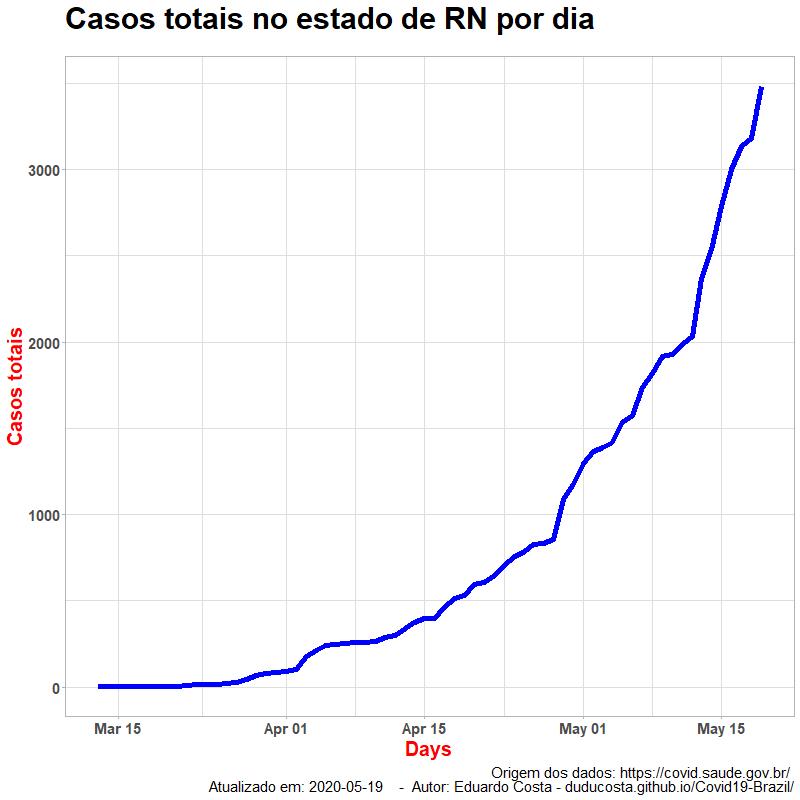 Casos totais no estado de RN por dia
Casos totais
3000
2000
1000
0
Mar 15
Apr 01
Apr 15
May 01
May 15
Days
Origem dos dados: https://covid.saude.gov.br/
Atualizado em: 2020-05-19 - Autor: Eduardo Costa - duducosta.github.io/Covid19-Brazil/